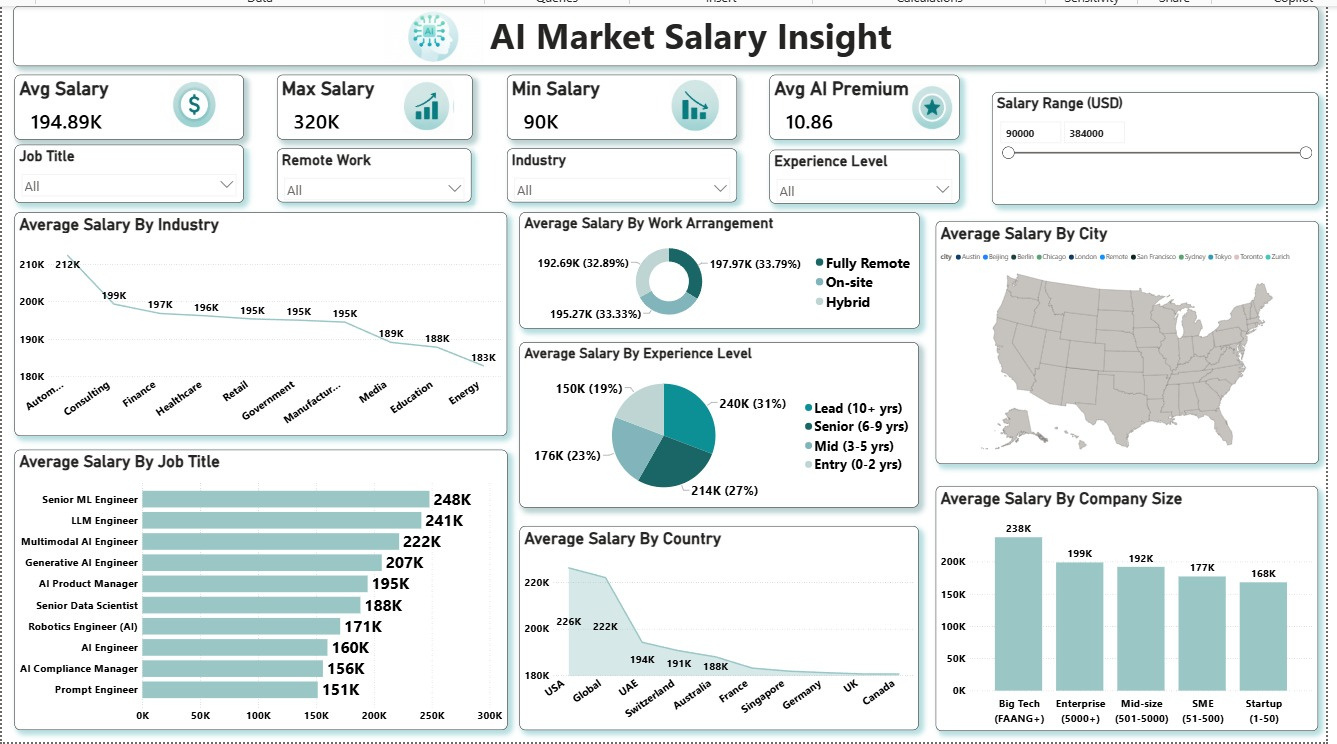 Data Queries Insert Calculations Sensitivity Share Copilot
AI
AI Market Salary Insight
Avg Salary
194.89K
Max Salary
320K
Min Salary
90K
Avg AI Premium
10.86
Salary Range (USD)
90000 384000
Job Title
All
Remote Work
All
Industry
All
Experience Level
All
Average Salary By Industry
210K
200K
190K
180K
212K
199K
197K
196K
195K
195K
195K
189K
188K
183K
Autom...
Consulting
Finance
Healthcare
Retail
Government
Manufactur...
Media
Education
Energy
Average Salary By Work Arrangement
192.69K (32.89%)
197.97K (33.79%)
195.27K (33.33%)
Fully Remote
On-site
Hybrid
Average Salary By City
city Austin Beijing Berlin Chicago London Remote San Francisco Sydney Tokyo Toronto Zurich
Average Salary By Experience Level
150K (19%)
240K (31%)
176K (23%)
214K (27%)
Lead (10+ yrs)
Senior (6-9 yrs)
Mid (3-5 yrs)
Entry (0-2 yrs)
Average Salary By Job Title
Senior ML Engineer 248K
LLM Engineer 241K
Multimodal AI Engineer 222K
Generative AI Engineer 207K
AI Product Manager 195K
Senior Data Scientist 188K
Robotics Engineer (AI) 171K
AI Engineer 160K
AI Compliance Manager 156K
Prompt Engineer 151K
0K 50K 100K 150K 200K 250K 300K
Average Salary By Country
220K
200K
180K
226K
222K
194K
191K
188K
USA
Global
UAE
Switzerland
Australia
France
Singapore
Germany
UK
Canada
Average Salary By Company Size
200K
150K
100K
50K
0K
238K
199K
192K
177K
168K
Big Tech
(FAANG+)
Enterprise
(5000+)
Mid-size
(501-5000)
SME
(51-500)
Startup
(1-50)